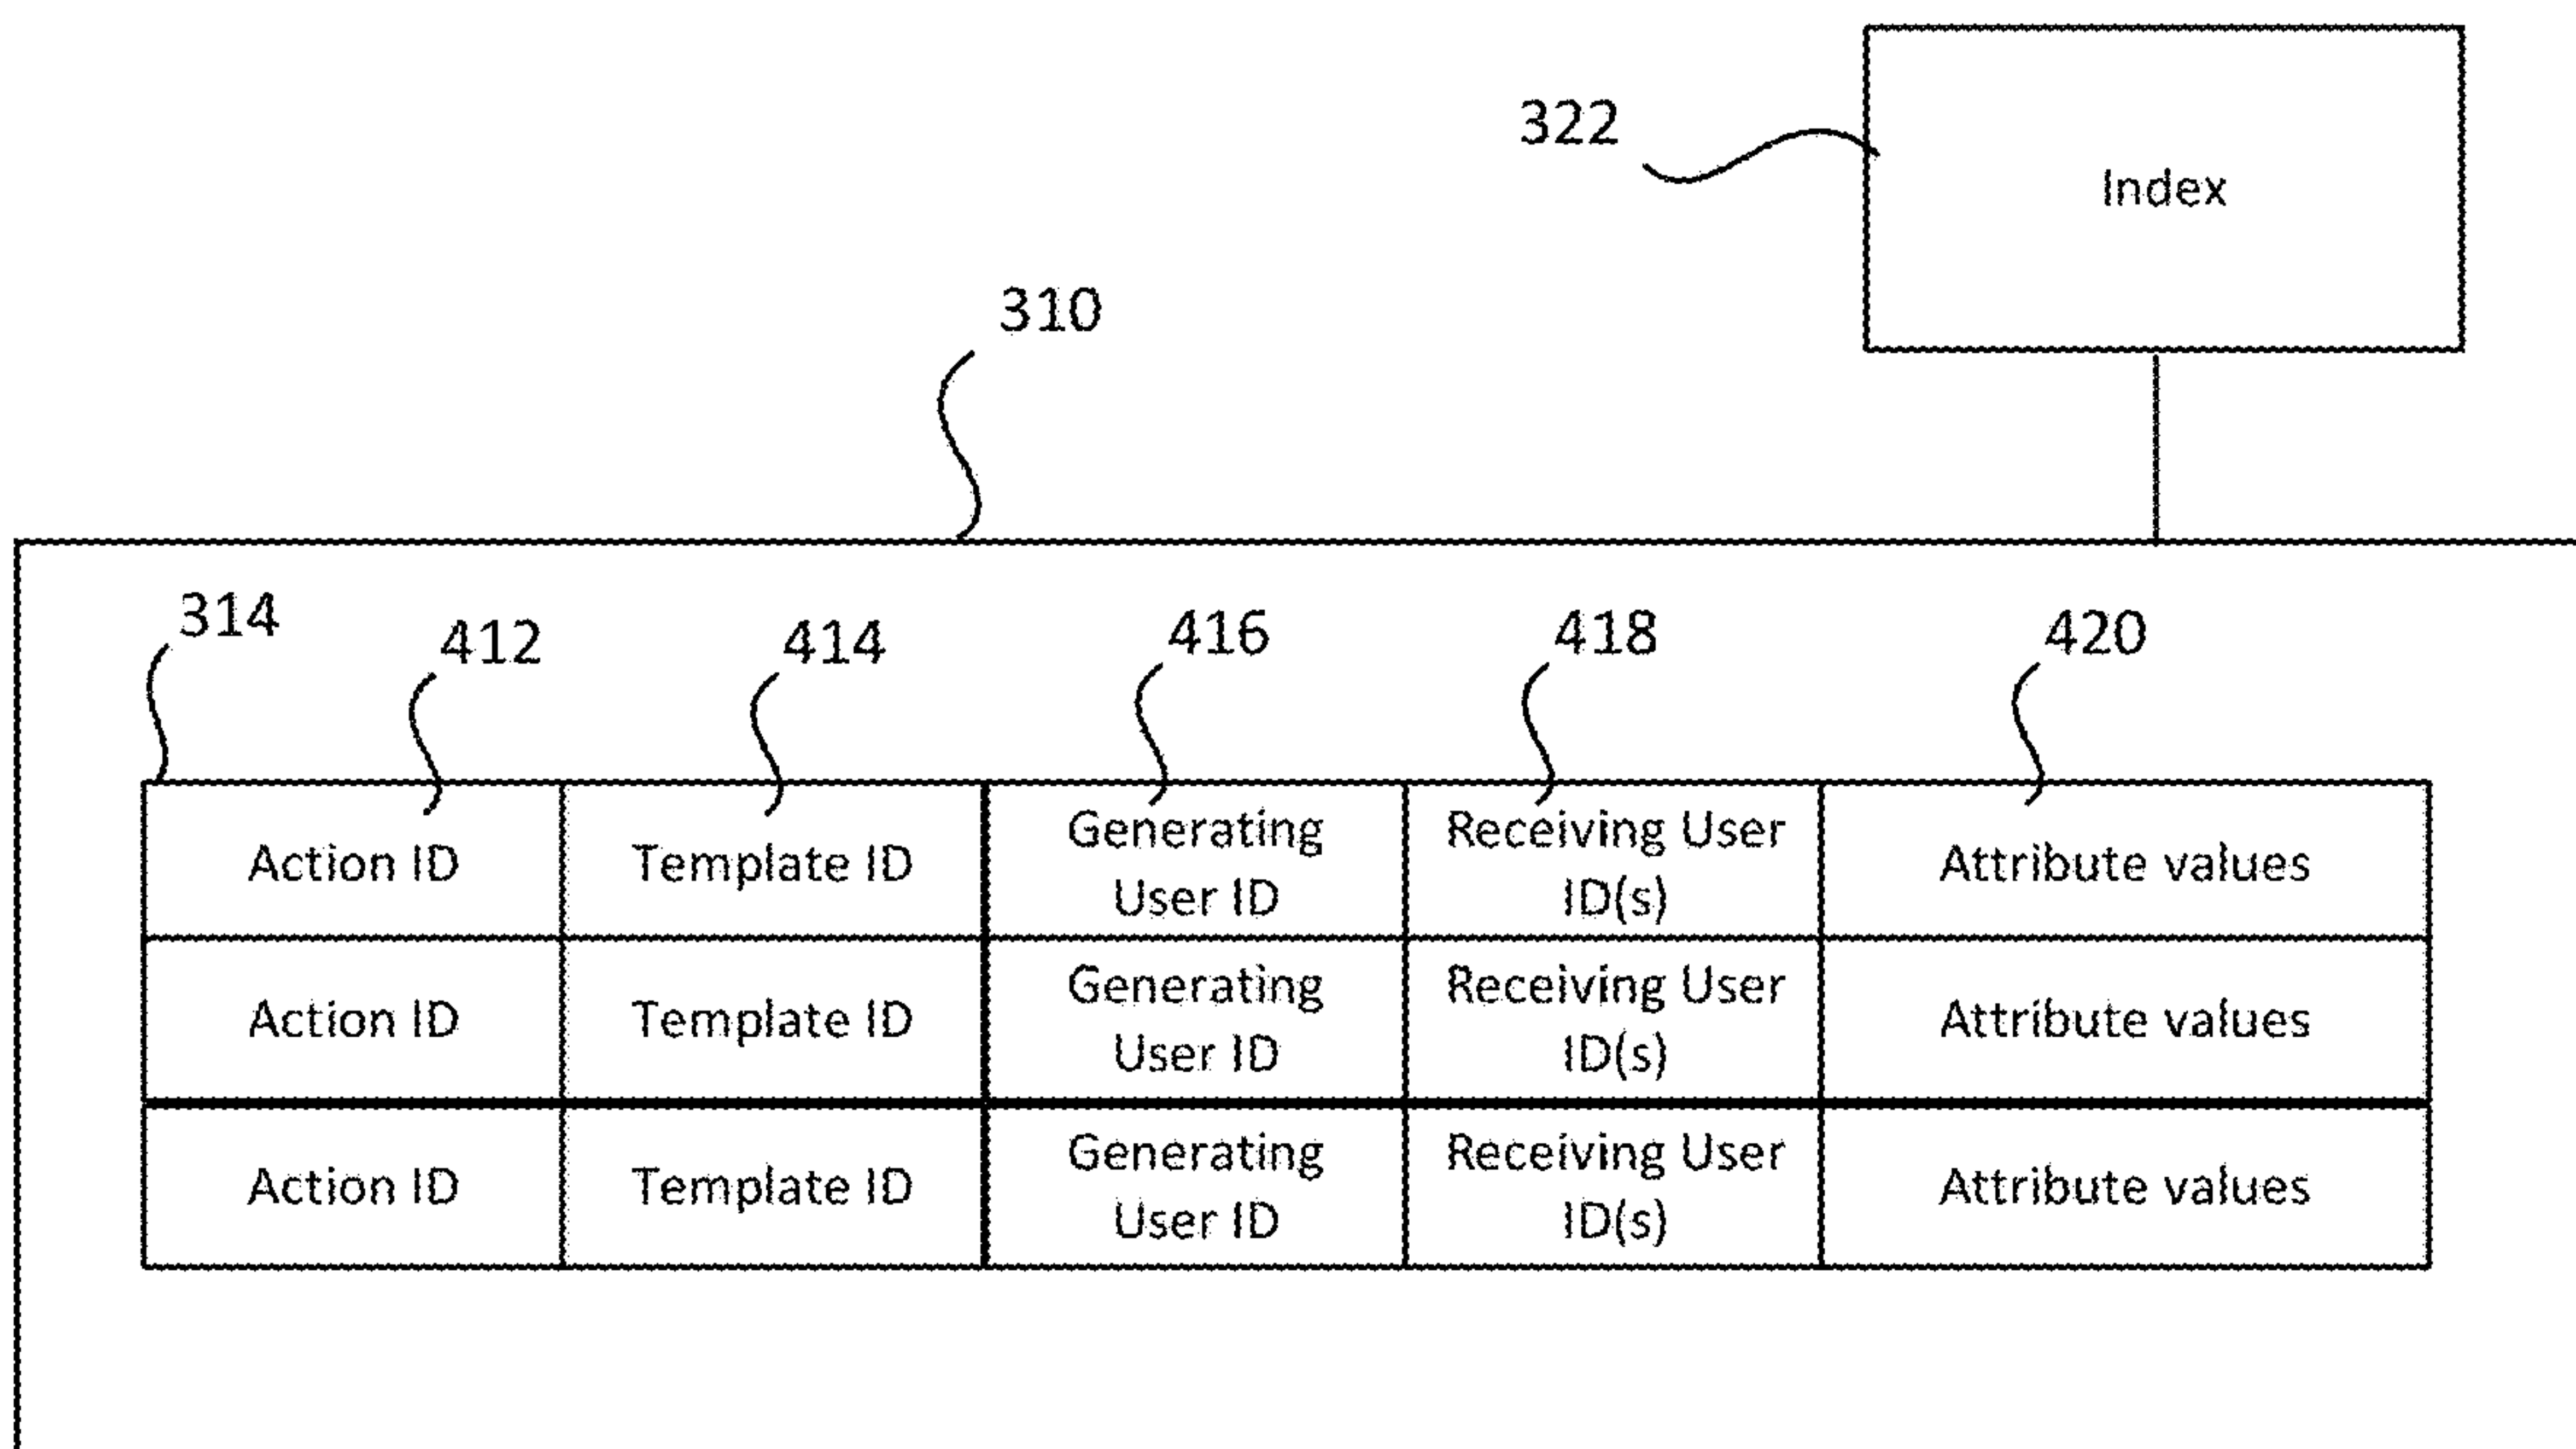 322
Index
310
314
412
414
416
418
420
Action ID
Template ID
Generating
User ID
Receiving User
ID(s)
Attribute values
Action ID
Template ID
Generating
User ID
Receiving User
ID(s)
Attribute values
Action ID
Template ID
Generating
User ID
Receiving User
ID(s)
Attribute values